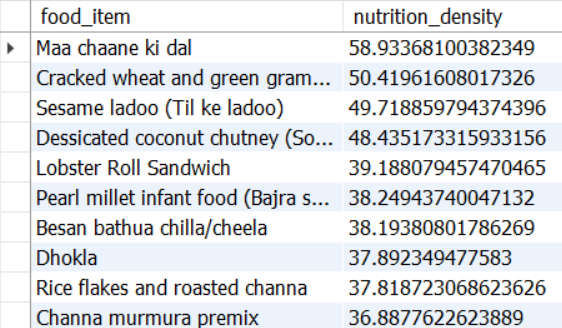 food_item nutrition_density
Maa chaane ki dal 58.93368100382349
Cracked wheat and green gram... 50.41961608017326
Sesame ladoo (Til ke ladoo) 49.718859794374396
Dessicated coconut chutney (So... 48.435173315933156
Lobster Roll Sandwich 39.188079457470465
Pearl millet infant food (Bajra s... 38.24943740047132
Besan bathua chilla/cheela 38.19380801786269
Dhokla 37.892349477583
Rice flakes and roasted channa 37.818723068623626
Channa murmura premix 36.8877622623889